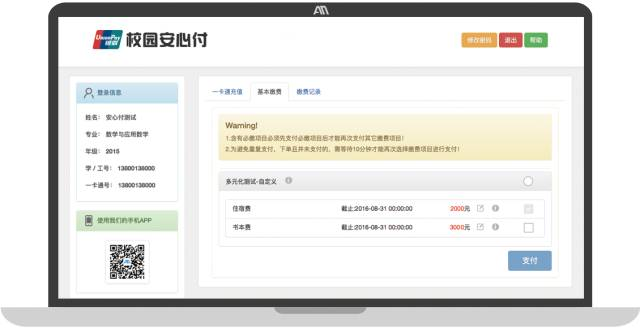 UnionPay
银联
校园安心付
修改密码 退出 帮助
登录信息
姓名: 安心付测试
专业: 数学与应用数学
年级: 2015
学 / 工号: 13800138000
一卡通号: 13800138000
使用我们的手机APP
一卡通充值 基本缴费 缴费记录
Warning!
1.含有必缴项目必须先支付必缴项目后才能再次支付其它缴费项目!
2.为避免重复支付、下单且并未支付的，需等待10分钟才能再次选择缴费项目进行支付!
多元化测试-自定义
住宿费 截止:2016-08-31 00:00:00 2000元
书本费 截止:2016-08-31 00:00:00 3000元
支付